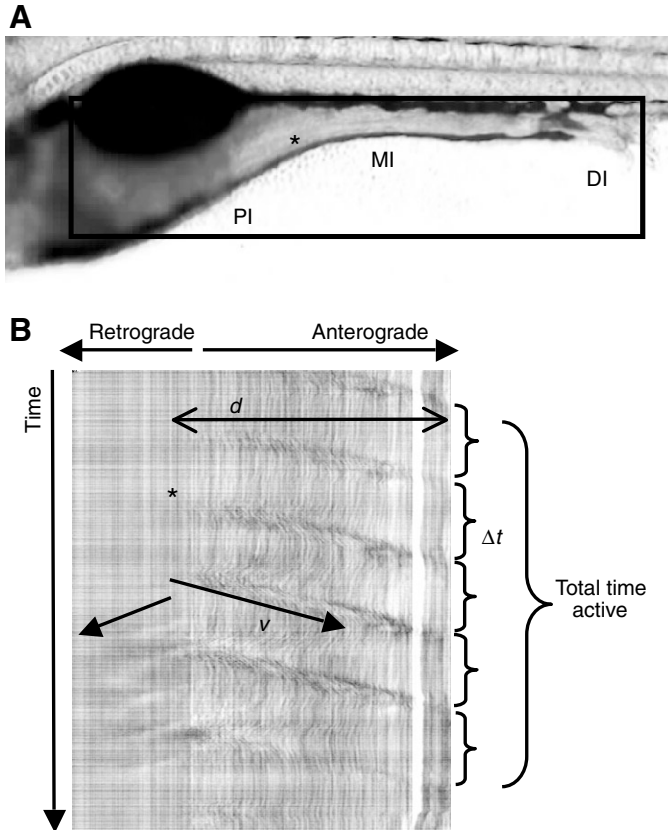 A
*
MI
DI
PI
B
Retrograde
Anterograde
Time
d
*
Δt
v
Total time
active